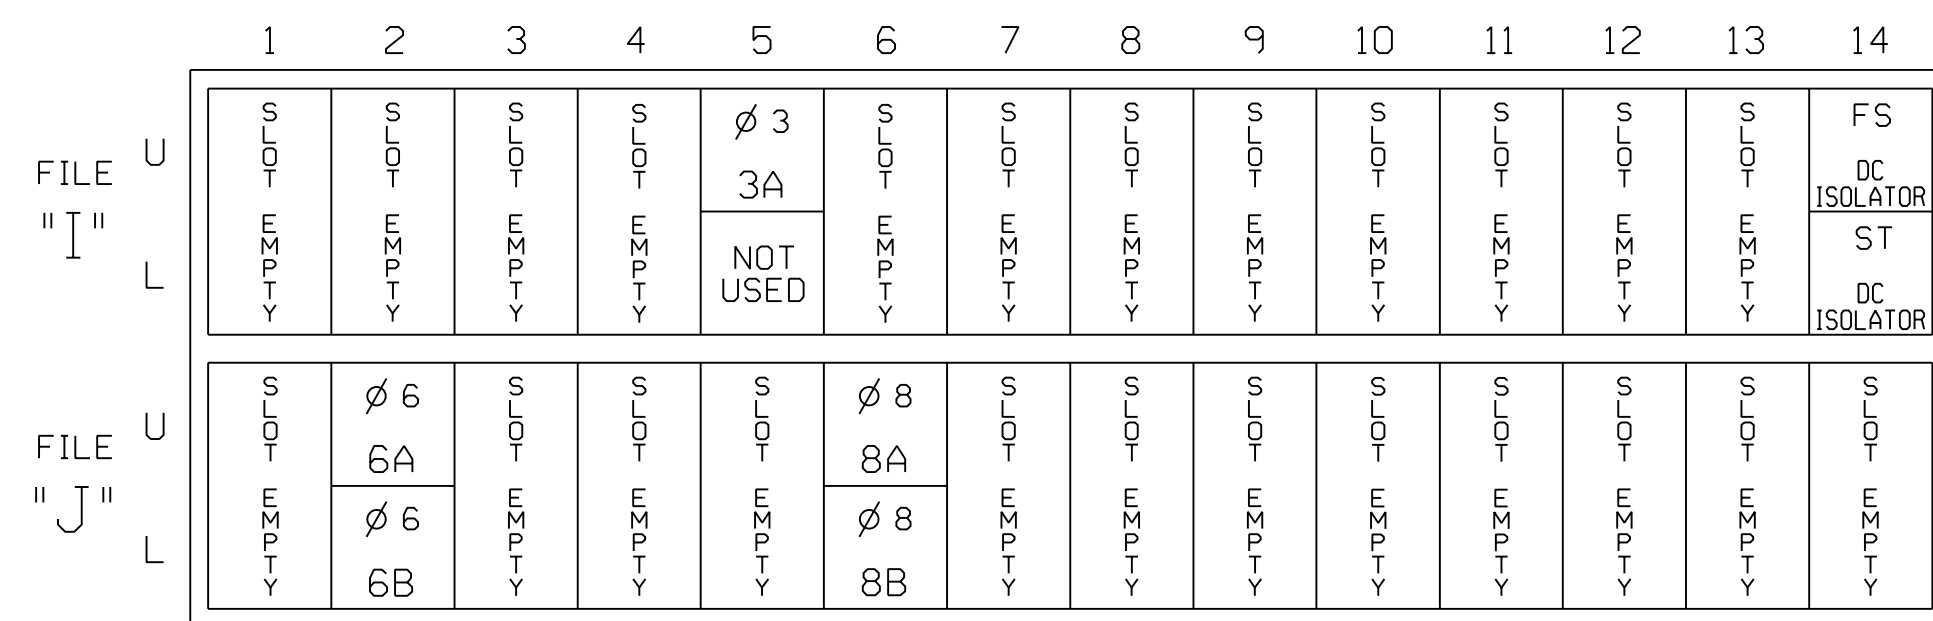 1 2 3 4 5 6 7 8 9 10 11 12 13 14
FILE "I"
U
L
SLOT EMPTY
SLOT EMPTY
SLOT EMPTY
SLOT EMPTY
Ø 3
3A
NOT
USED
SLOT EMPTY
SLOT EMPTY
SLOT EMPTY
SLOT EMPTY
SLOT EMPTY
SLOT EMPTY
SLOT EMPTY
SLOT EMPTY
FS
DC
ISOLATOR
ST
DC
ISOLATOR
FILE "J"
U
L
SLOT EMPTY
Ø 6
6A
Ø 6
6B
SLOT EMPTY
SLOT EMPTY
SLOT EMPTY
Ø 8
8A
Ø 8
8B
SLOT EMPTY
SLOT EMPTY
SLOT EMPTY
SLOT EMPTY
SLOT EMPTY
SLOT EMPTY
SLOT EMPTY
SLOT EMPTY